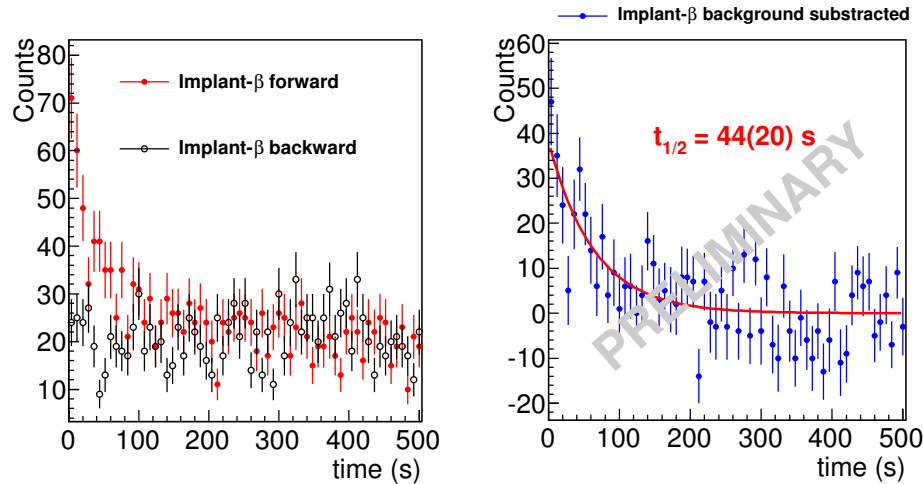 Counts
80
70
60
50
40
30
20
10
Implant-β forward
Implant-β backward
0 100 200 300 400 500
time (s)
Implant-β background substracted
Counts
60
50
40
30
20
10
0
-10
-20
t1/2 = 44(20) s
PRELIMINARY
0 100 200 300 400 500
time (s)